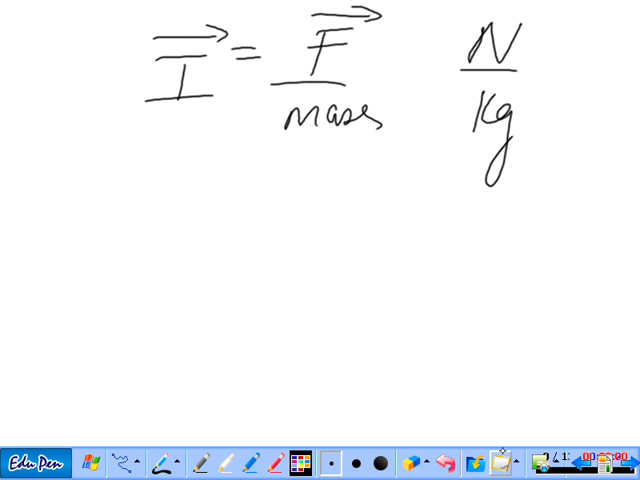 I = F/mass N/kg
Edu Pen